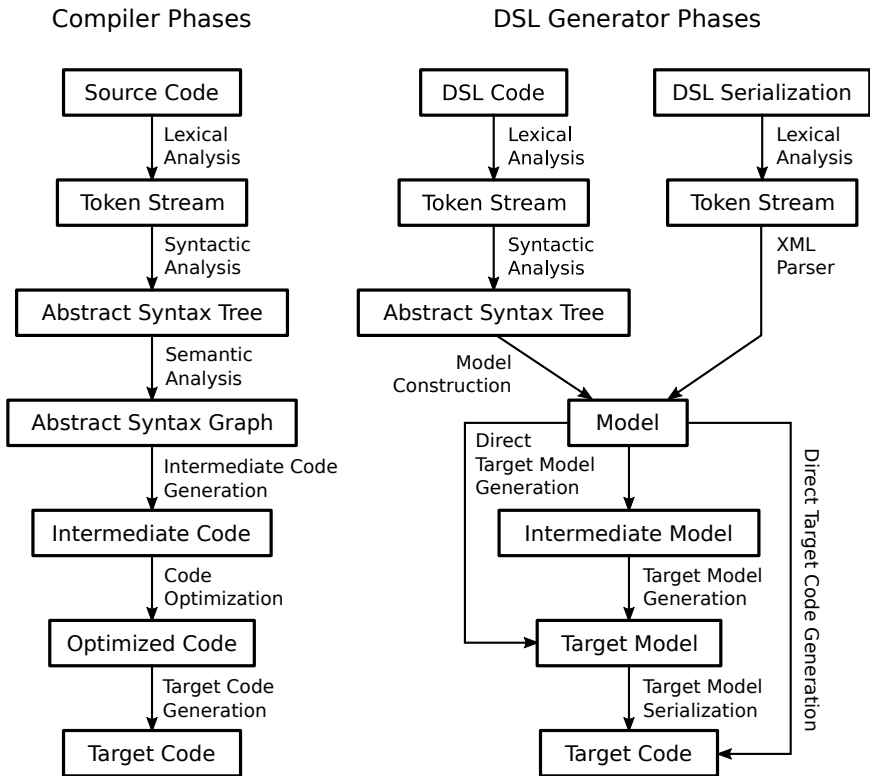 Compiler Phases
Source Code
Lexical
Analysis
Token Stream
Syntactic
Analysis
Abstract Syntax Tree
Semantic
Analysis
Abstract Syntax Graph
Intermediate Code
Generation
Intermediate Code
Code
Optimization
Optimized Code
Target Code
Generation
Target Code
DSL Generator Phases
DSL Code
Lexical
Analysis
Token Stream
Syntactic
Analysis
Abstract Syntax Tree
Model
Construction
DSL Serialization
Lexical
Analysis
Token Stream
XML
Parser
Model
Direct
Target Model
Generation
Intermediate Model
Target Model
Generation
Target Model
Target Model
Serialization
Target Code
Direct Target Code Generation